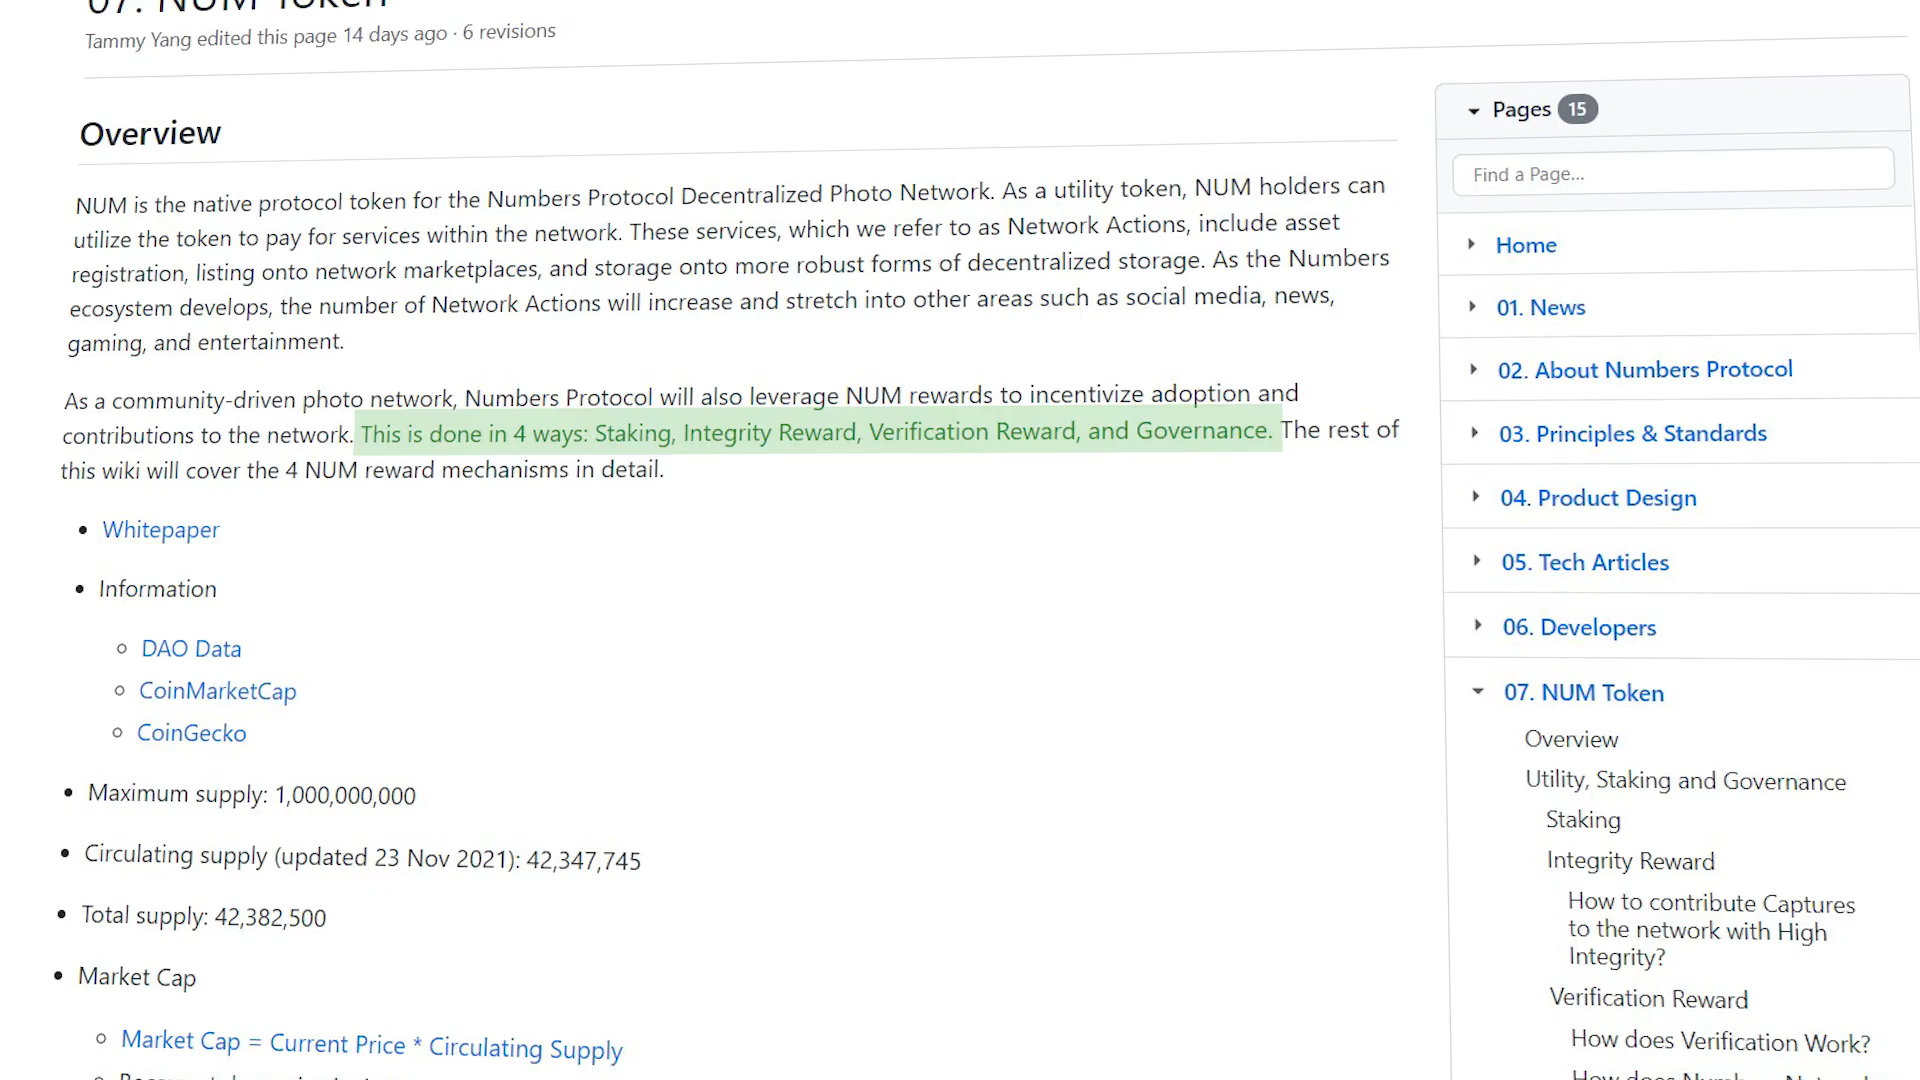 07. NUM Token
Tammy Yang edited this page 14 days ago · 6 revisions
Overview
NUM is the native protocol token for the Numbers Protocol Decentralized Photo Network. As a utility token, NUM holders can
utilize the token to pay for services within the network. These services, which we refer to as Network Actions, include asset
registration, listing onto network marketplaces, and storage onto more robust forms of decentralized storage. As the Numbers
ecosystem develops, the number of Network Actions will increase and stretch into other areas such as social media, news,
gaming, and entertainment.
As a community-driven photo network, Numbers Protocol will also leverage NUM rewards to incentivize adoption and
contributions to the network. This is done in 4 ways: Staking, Integrity Reward, Verification Reward, and Governance. The rest of
this wiki will cover the 4 NUM reward mechanisms in detail.
• Whitepaper
• Information
DAO Data
CoinMarketCap
CoinGecko
• Maximum supply: 1,000,000,000
• Circulating supply (updated 23 Nov 2021): 42,347,745
• Total supply: 42,382,500
• Market Cap
Market Cap = Current Price * Circulating Supply
Pages 15
Find a Page...
Home
01. News
02. About Numbers Protocol
03. Principles & Standards
04. Product Design
05. Tech Articles
06. Developers
07. NUM Token
Overview
Utility, Staking and Governance
Staking
Integrity Reward
How to contribute Captures
to the network with High
Integrity?
Verification Reward
How does Verification Work?
How does